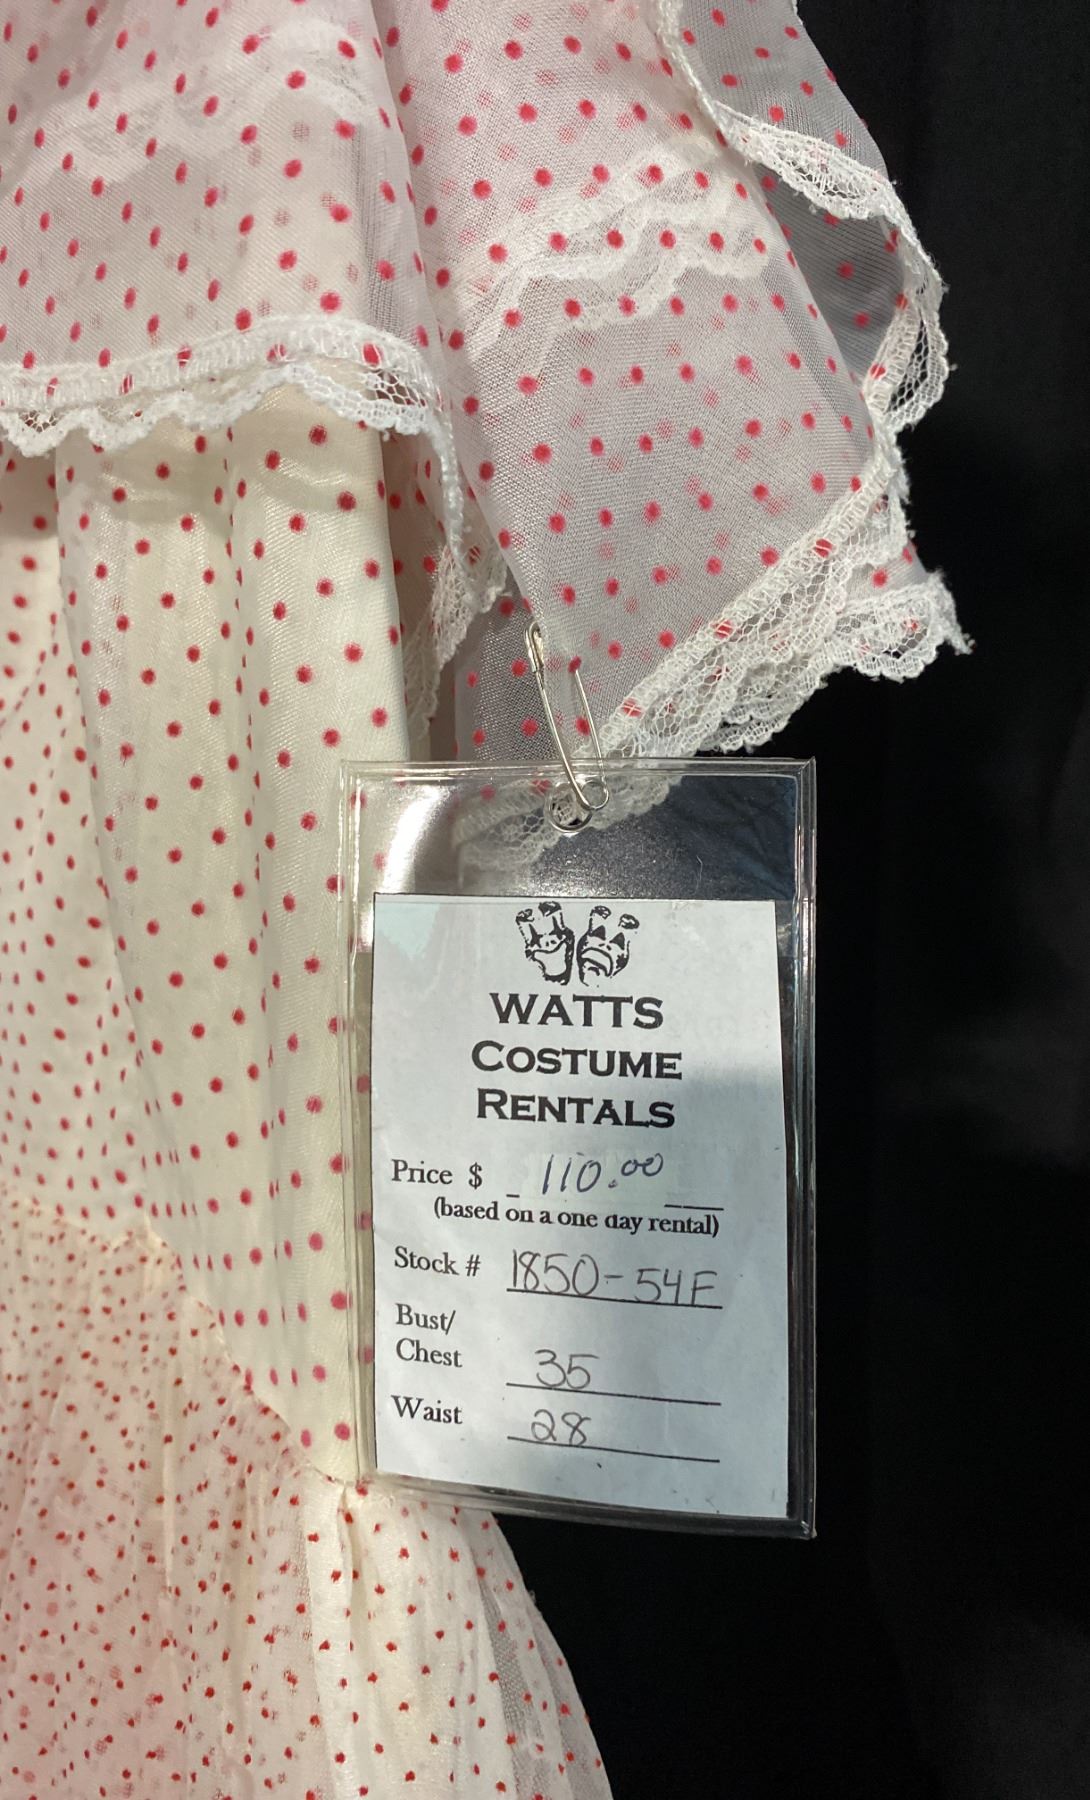 WATTS
COSTUME
RENTALS
Price $ 110.00
(based on a one day rental)
Stock # 1850-54F
Bust/
Chest 35
Waist 28